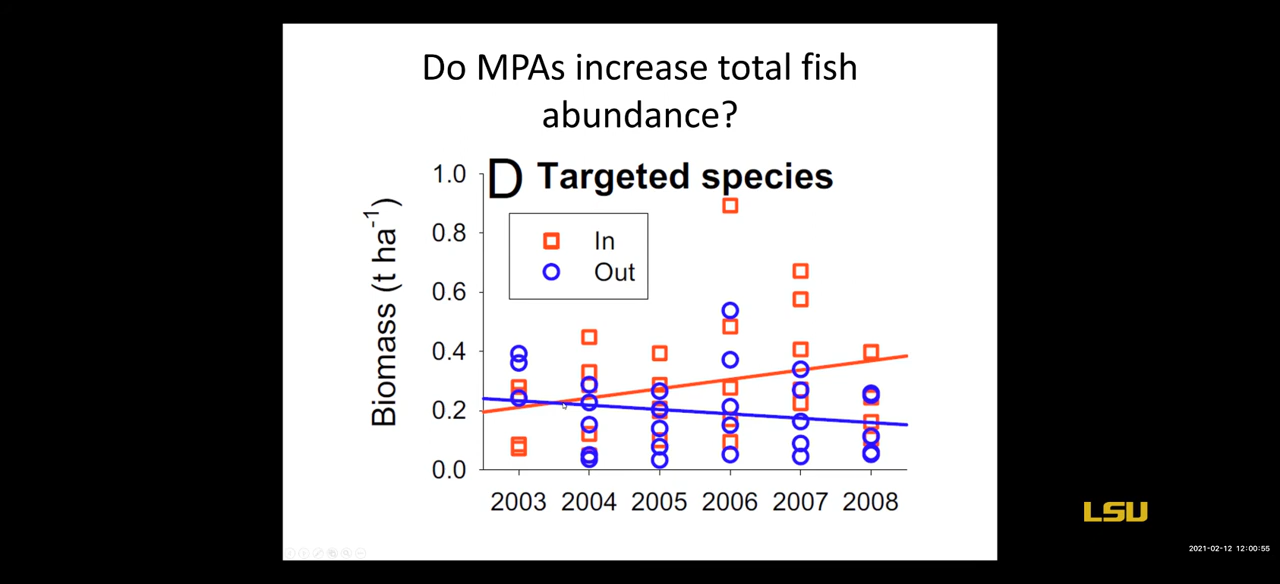 Do MPAs increase total fish
abundance?
D Targeted species
In
Out
Biomass (t ha-1)
1.0
0.8
0.6
0.4
0.2
0.0
2003 2004 2005 2006 2007 2008
LSU
2021-02-12 12:00:55